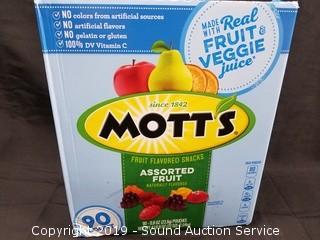 NO colors from artificial sources
NO artificial flavors
NO gelatin or gluten
100% DV Vitamin C
MADE WITH Real
FRUIT &
VEGGIE
juice*
since 1842
MOTT'S
FRUIT FLAVORED SNACKS
ASSORTED
FRUIT
NATURALLY FLAVORED
90
Copyright 2019 - Sound Auction Service